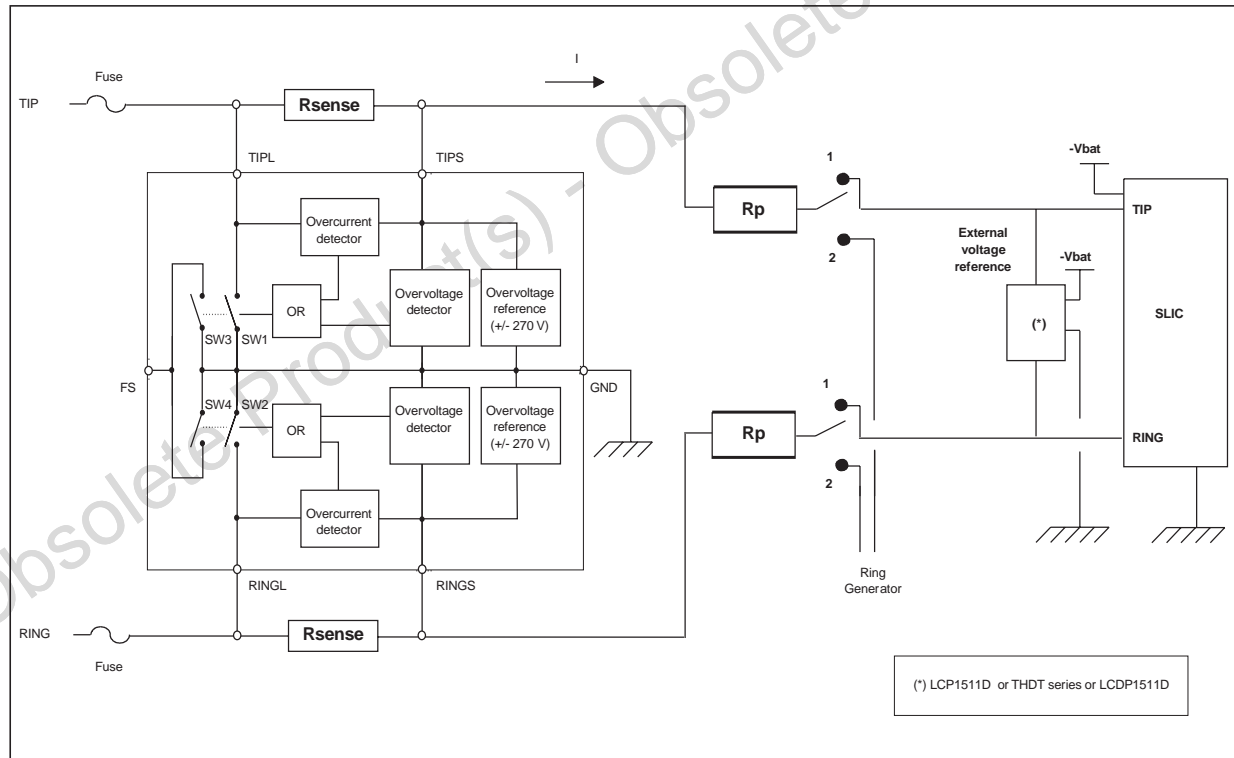 Obsolete Product(s) - Obsolete
Fuse
TIP
Rsense
I
TIPL
TIPS
Overcurrent
detector
OR
Overvoltage
detector
Overvoltage
reference
(+/- 270 V)
SW3
SW1
FS
GND
SW4
SW2
OR
Overvoltage
detector
Overvoltage
reference
(+/- 270 V)
Overcurrent
detector
RINGL
RINGS
RING
Fuse
Rsense
Rp
1
2
Rp
1
2
Ring
Generator
External
voltage
reference
-Vbat
(*)
-Vbat
TIP
SLIC
RING
(*) LCP1511D or THDT series or LCDP1511D